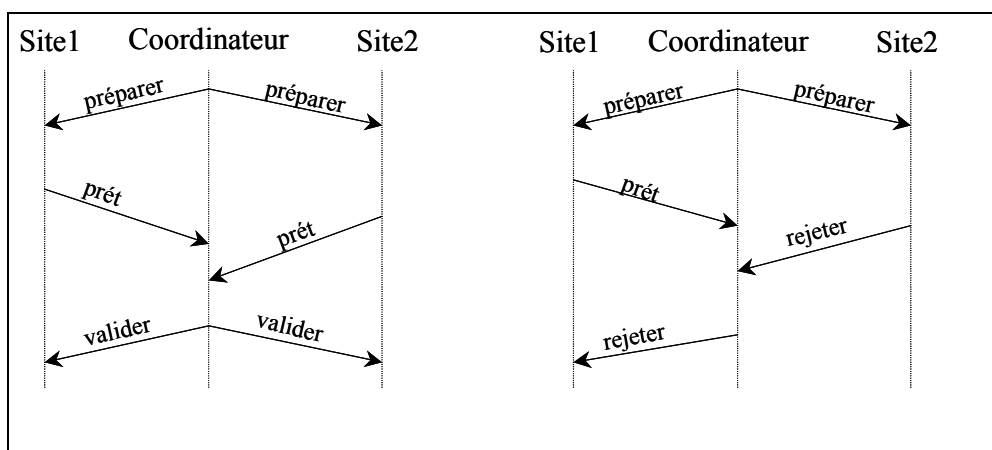 Site1 Coordinateur Site2
préparer préparer
prét
prét
valider valider
Site1 Coordinateur Site2
préparer préparer
prét
rejeter
rejeter